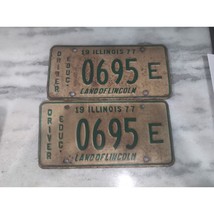 19 ILLINOIS 77
DRIVER
EDUC.
0695 E
LAND OF LINCOLN
19 ILLINOIS 77
DRIVER
EDUC.
0695 E
LAND OF LINCOLN